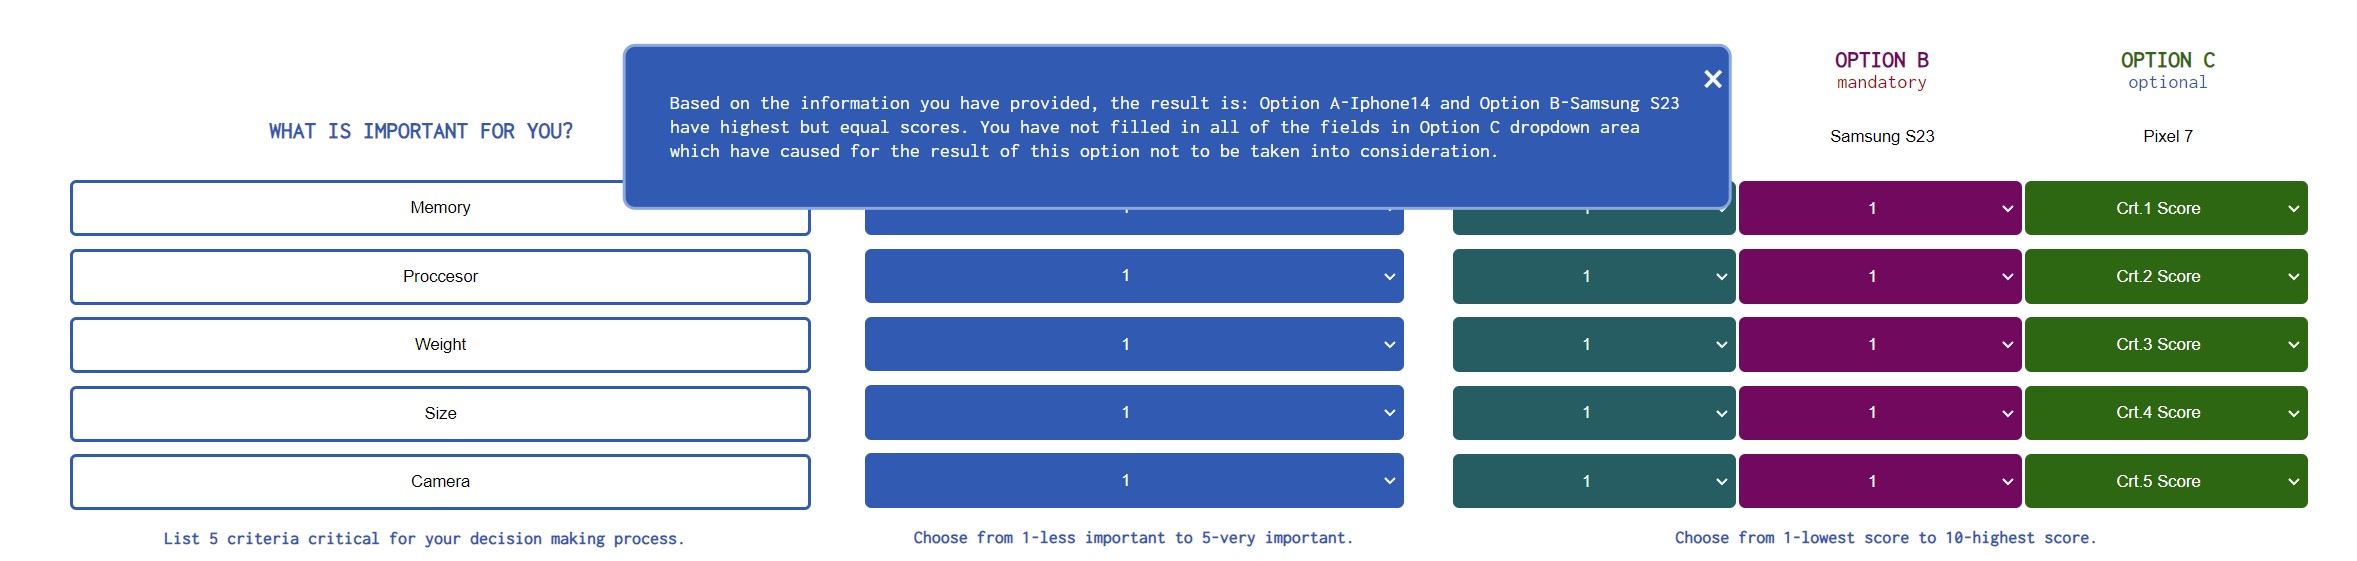 OPTION B
mandatory
OPTION C
optional
Based on the information you have provided, the result is: Option A-Iphone14 and Option B-Samsung S23
have highest but equal scores. You have not filled in all of the fields in Option C dropdown area
which have caused for the result of this option not to be taken into consideration.
WHAT IS IMPORTANT FOR YOU?
Samsung S23
Pixel 7
Memory
1
Crt.1 Score
Proccesor
1
1
1
Crt.2 Score
Weight
1
1
1
Crt.3 Score
Size
1
1
1
Crt.4 Score
Camera
1
1
1
Crt.5 Score
List 5 criteria critical for your decision making process.
Choose from 1-less important to 5-very important.
Choose from 1-lowest score to 10-highest score.